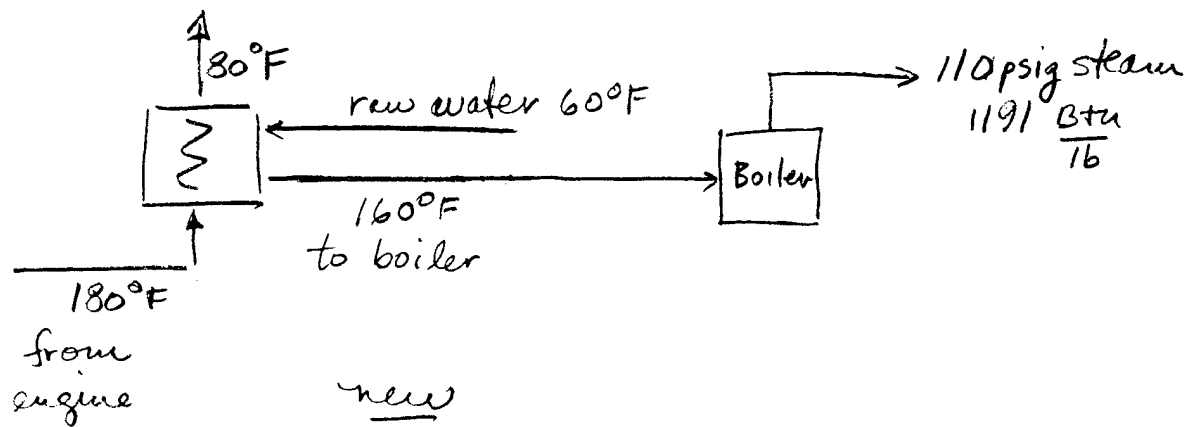 80°F
raw water 60°F
110 psig steam
1191 Btu
lb
Boiler
160°F
to boiler
180°F
from
engine
new